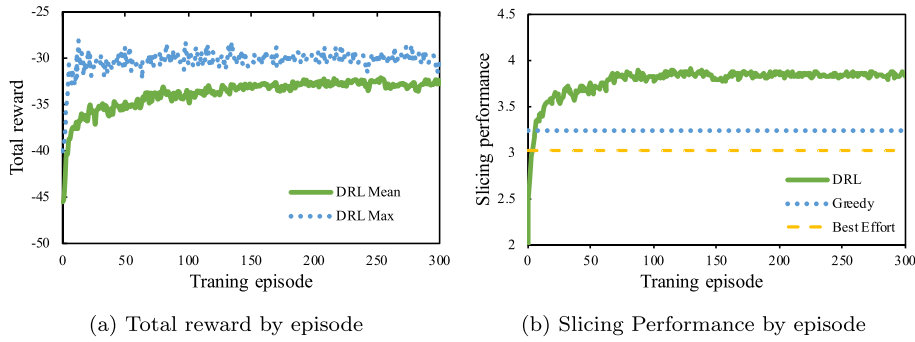 -25
-30
-35
-40
-45
-50
Total reward
DRL Mean
DRL Max
0 50 100 150 200 250 300
Traning episode
(a) Total reward by episode
4
3.5
3
2.5
2
Slicing performance
DRL
Greedy
Best Effort
0 50 100 150 200 250 300
Traning episode
(b) Slicing Performance by episode